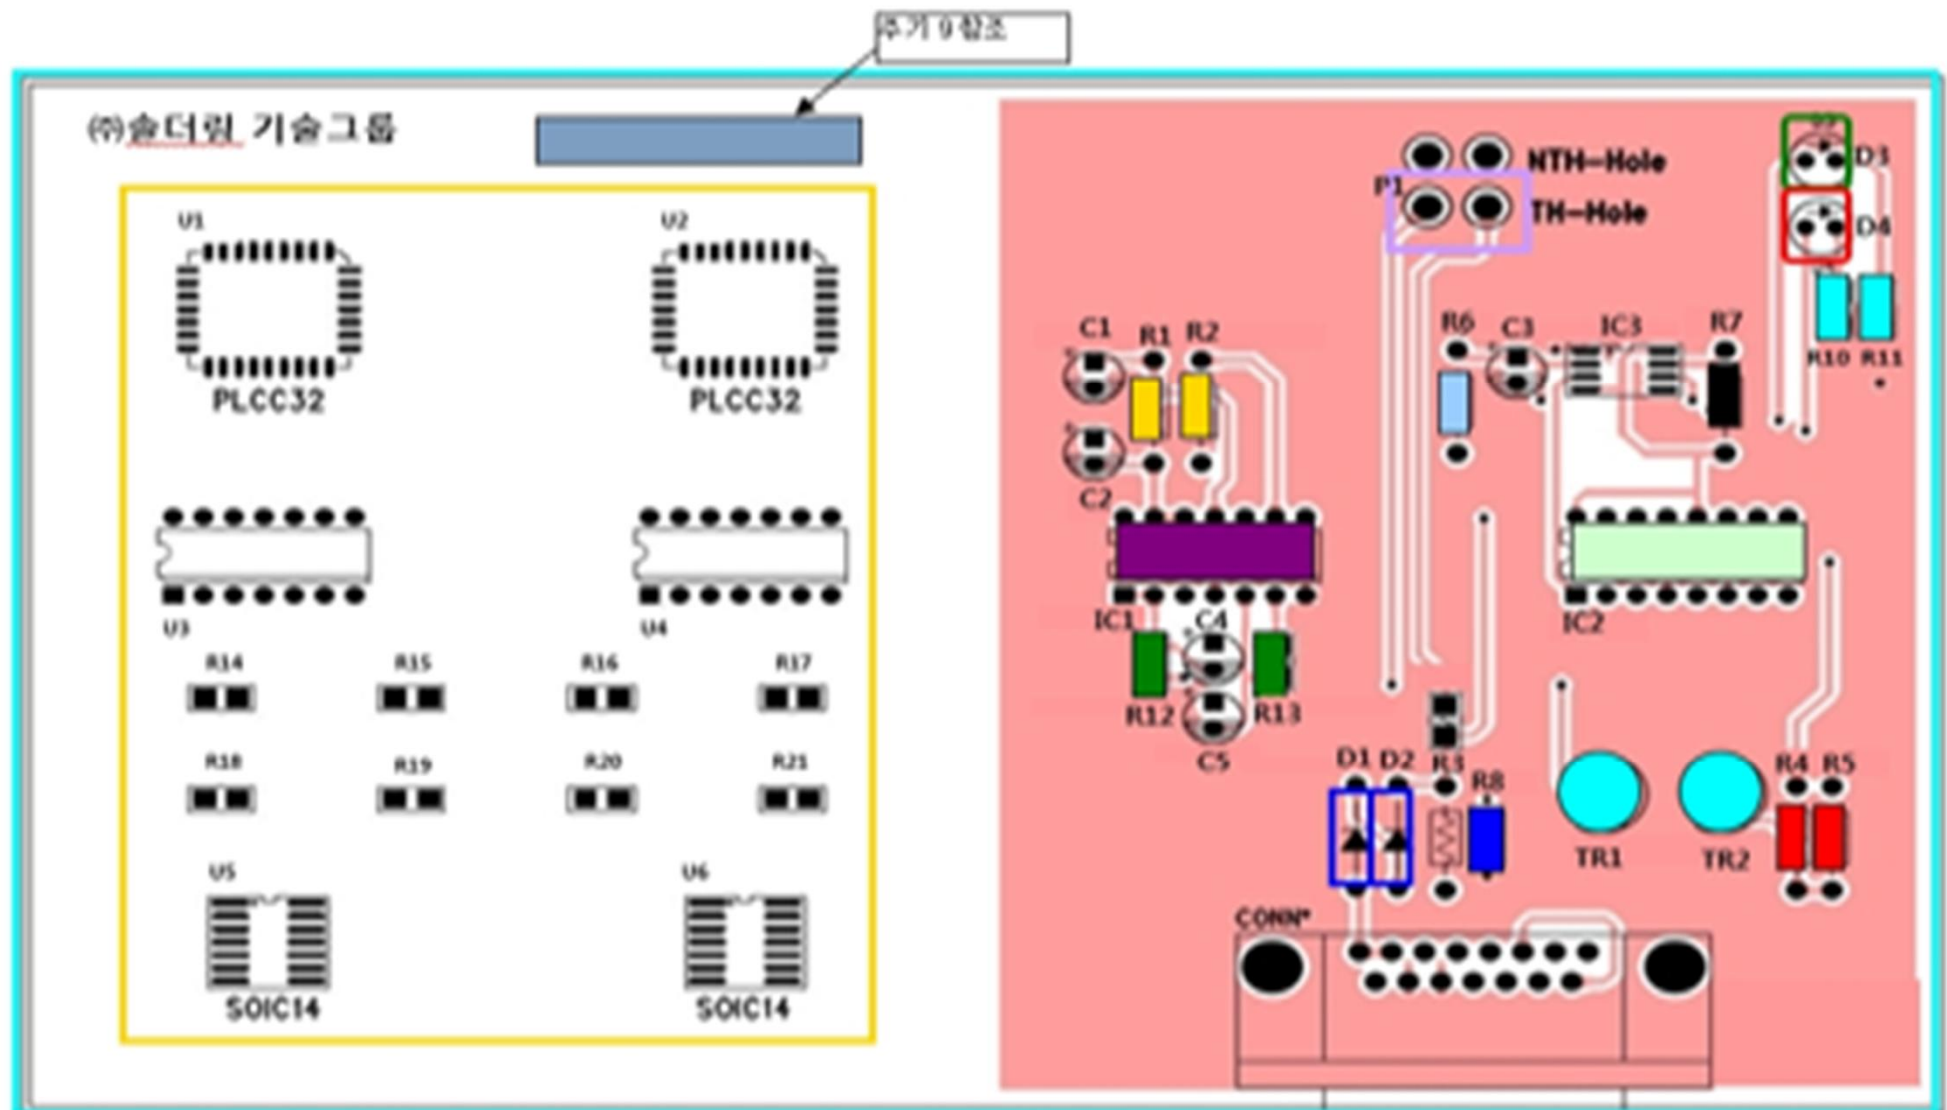 주기 9 참조
㈜솔더링 기술그룹
U1
U2
PLCC32
PLCC32
U3
U4
R14
R15
R16
R17
R18
R19
R20
R21
U5
U6
SOIC14
SOIC14
NTH-Hole
P1
TH-Hole
D3
D4
R10
R11
C1
R1
R2
R6
C3
IC3
R7
C2
IC1
C4
IC2
R12
R13
C5
D1
D2
R3
R8
TR1
TR2
R4
R5
CONN*